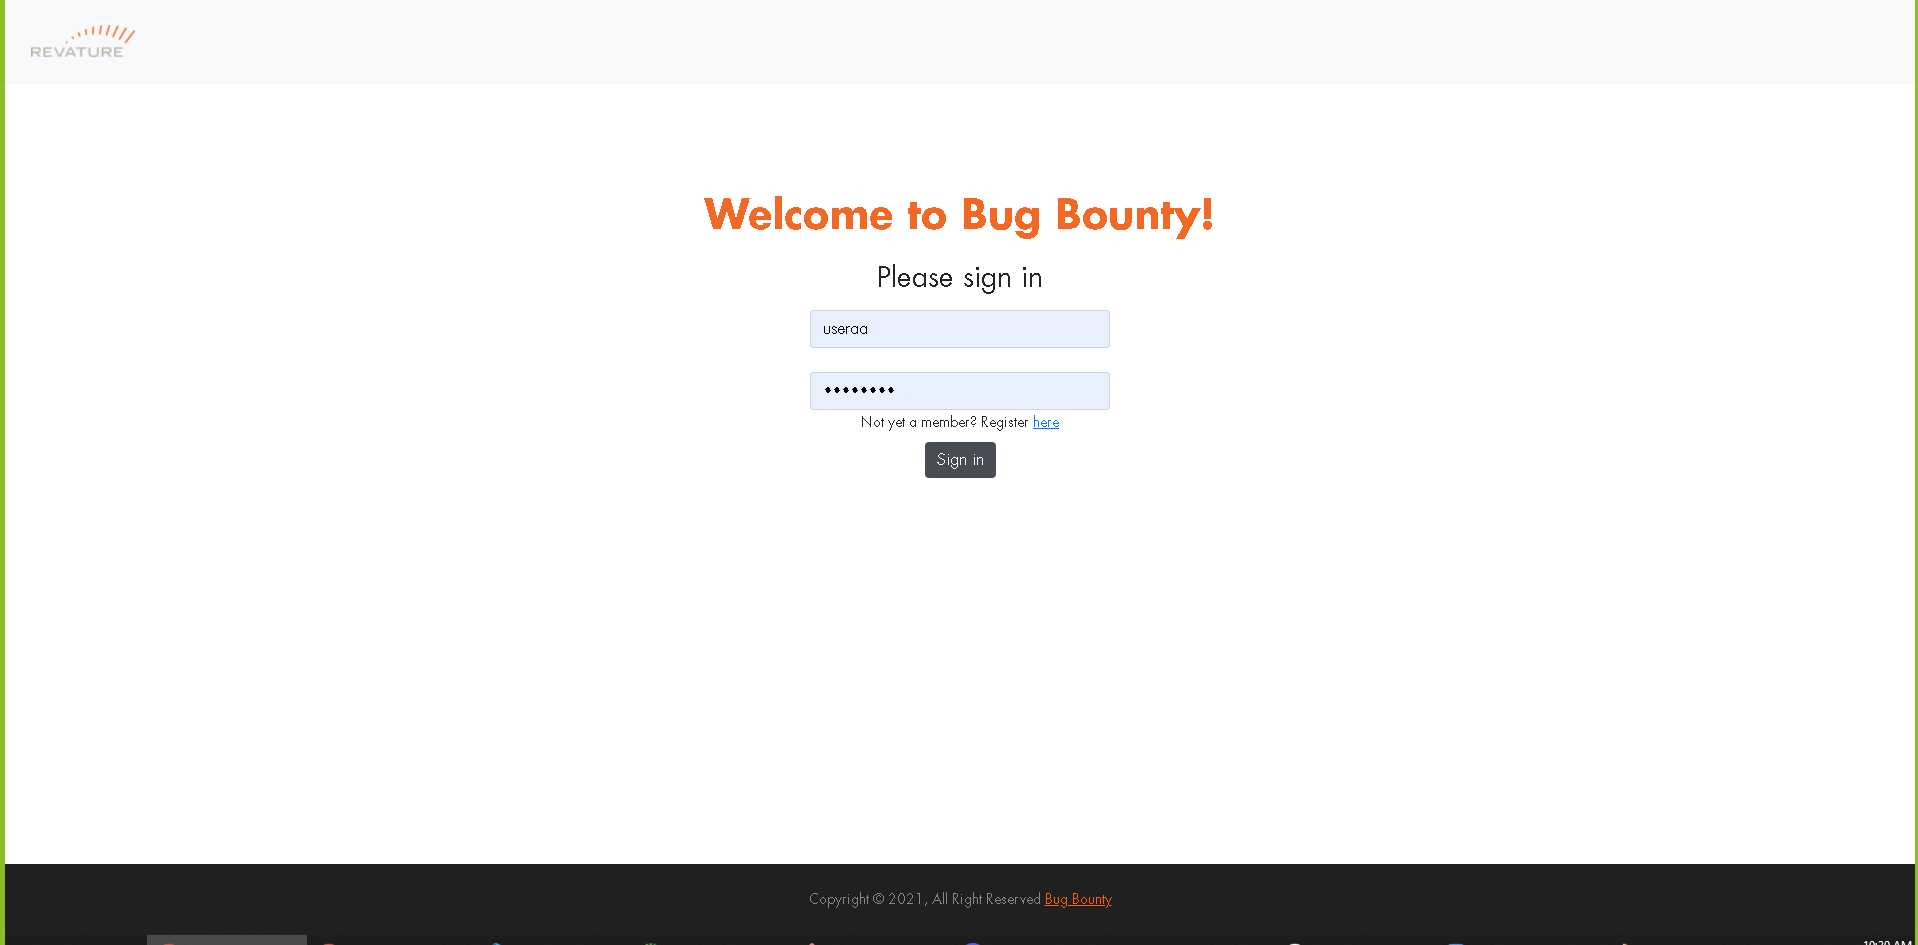 REVATURE
Welcome to Bug Bounty!
Please sign in
useraa
••••••••
Not yet a member? Register here
Sign in
Copyright © 2021, All Right Reserved Bug Bounty